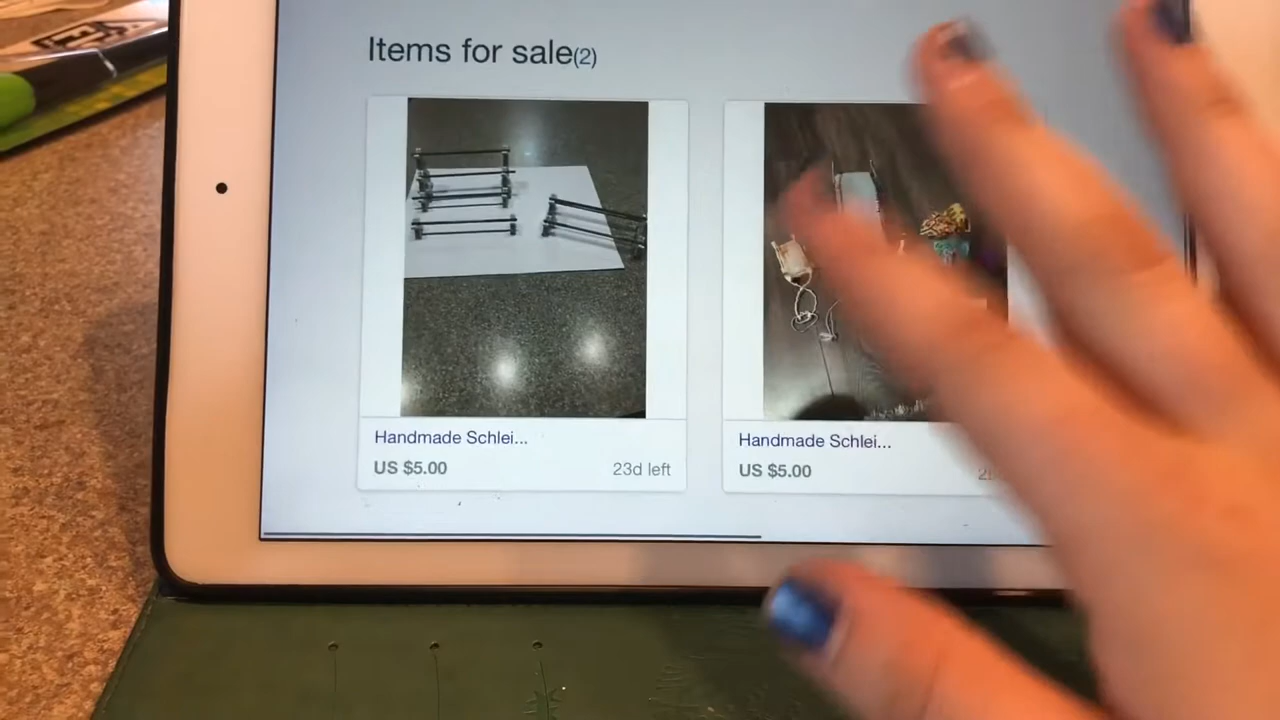 Items for sale(2)
Handmade Schlei...
US $5.00
23d left
Handmade Schlei...
US $5.00